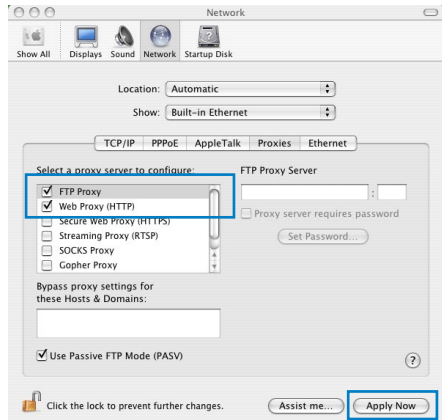 Network
Show All Displays Sound Network Startup Disk
Location: Automatic
Show: Built-in Ethernet
TCP/IP PPPoE AppleTalk Proxies Ethernet
Select a proxy server to configure: FTP Proxy Server
FTP Proxy
:
Web Proxy (HTTP)
Proxy server requires password
Secure Web Proxy (HTTPS)
Streaming Proxy (RTSP)
Set Password...
SOCKS Proxy
Gopher Proxy
Bypass proxy settings for
these Hosts & Domains:
Use Passive FTP Mode (PASV)
?
Click the lock to prevent further changes. Assist me... Apply Now